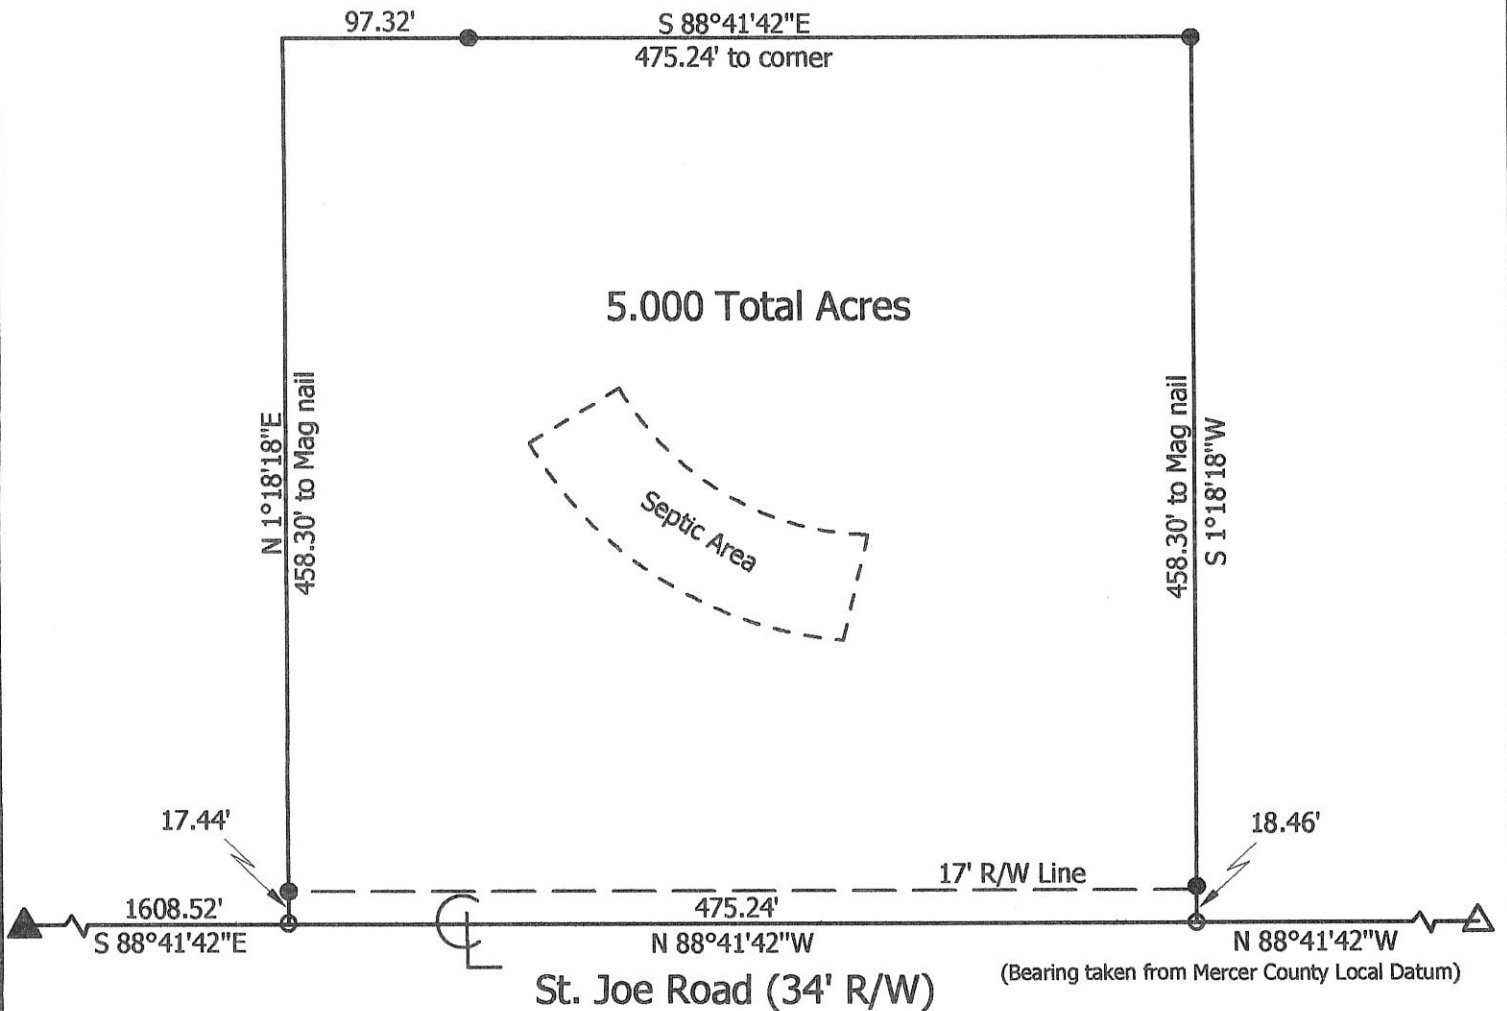 97.32'
S 88°41'42"E
475.24' to corner
5.000 Total Acres
N 1°18'18"E
458.30' to Mag nail
458.30' to Mag nail
S 1°18'18"W
Septic Area
17.44'
18.46'
17' R/W Line
1608.52'
475.24'
S 88°41'42"E
N 88°41'42"W
N 88°41'42"W
(Bearing taken from Mercer County Local Datum)
St. Joe Road (34' R/W)